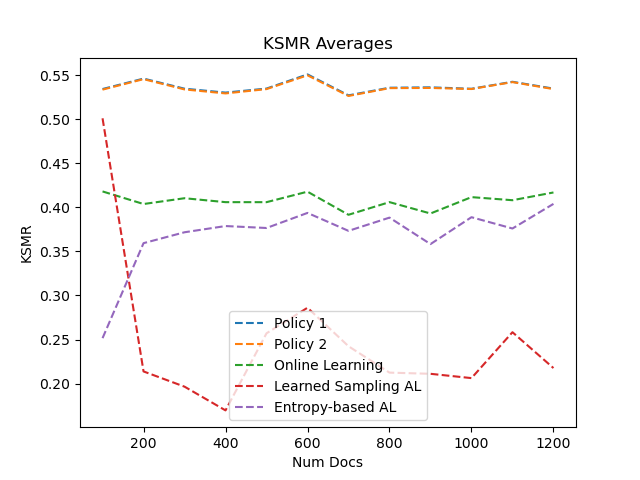 KSMR Averages
KSMR
0.55
0.50
0.45
0.40
0.35
0.30
0.25
0.20
Policy 1
Policy 2
Online Learning
Learned Sampling AL
Entropy-based AL
200 400 600 800 1000 1200
Num Docs